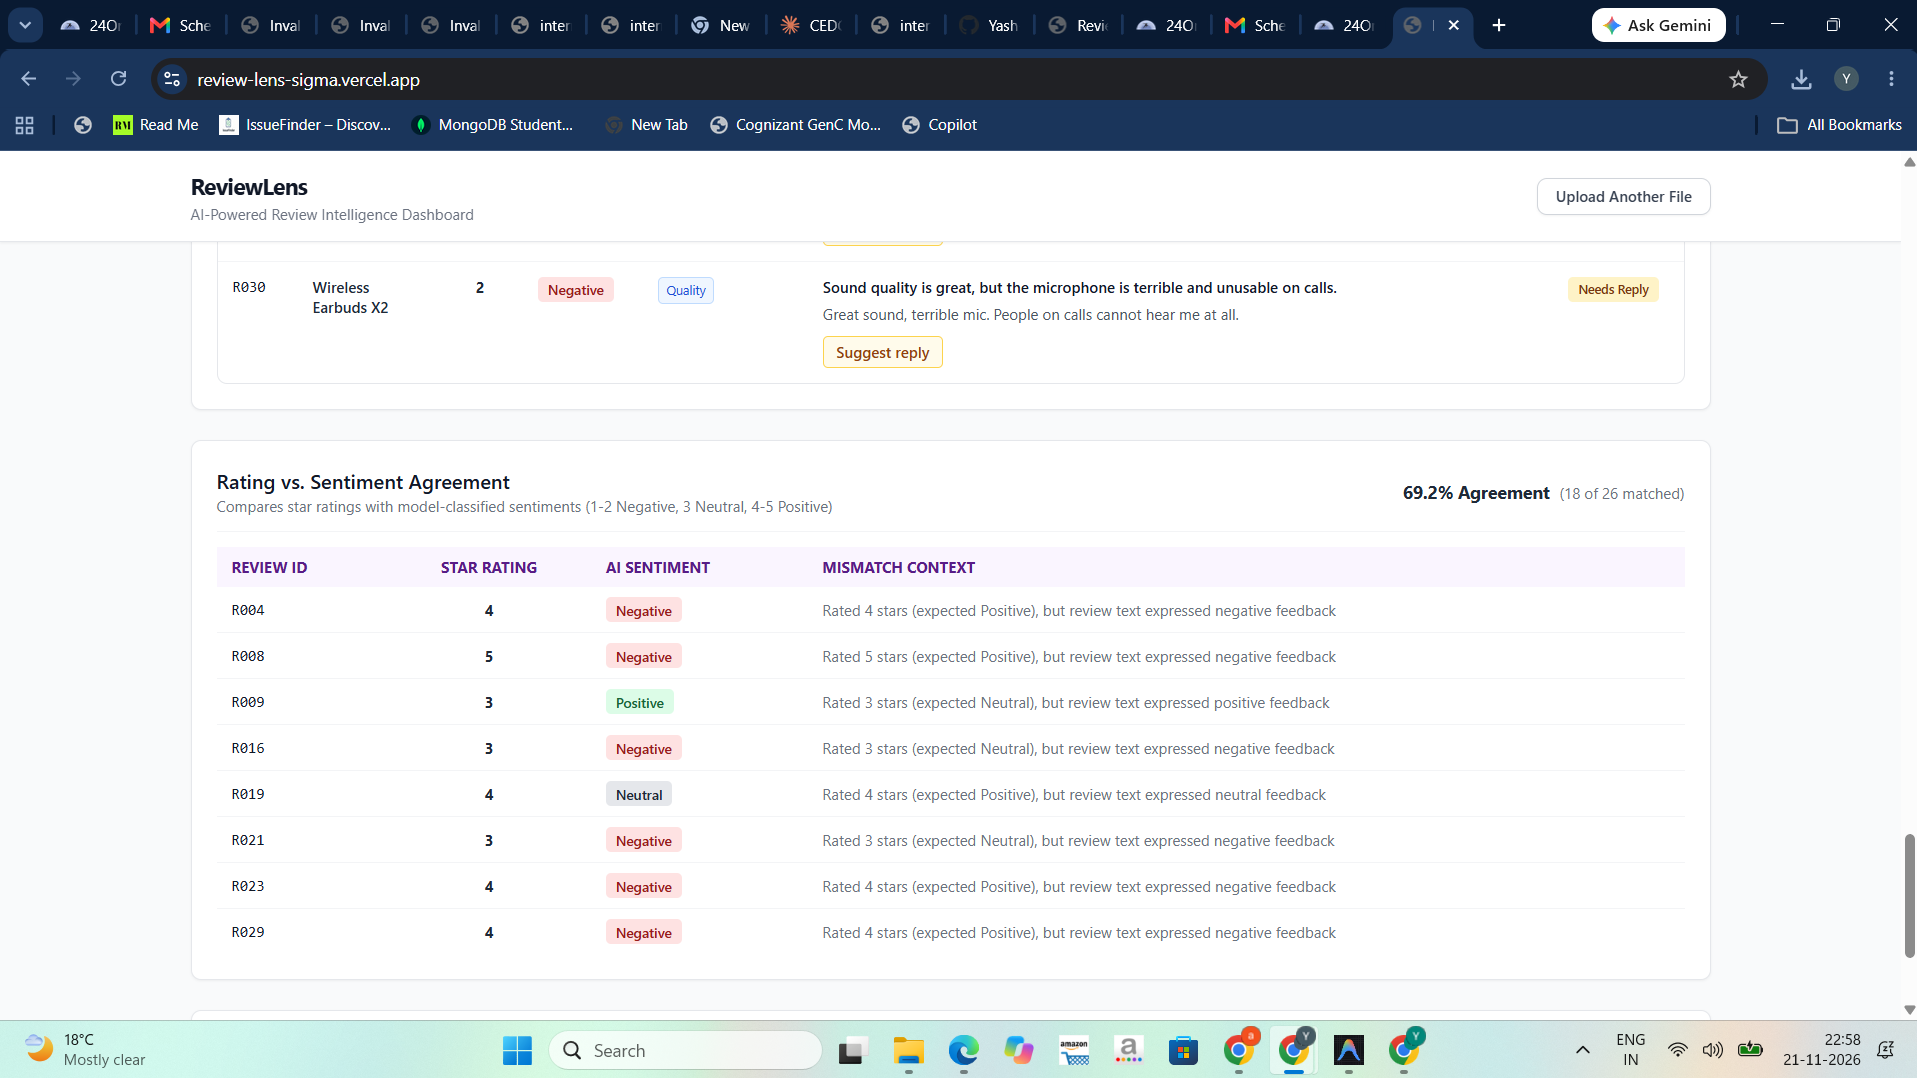 24O
Sche
Inval
Inval
Inval
inter
inter
New
CEDO
inter
Yash
Revie
24O
Sche
24O
Ask Gemini
review-lens-sigma.vercel.app
Y
RM Read Me
IssueFinder – Discov...
MongoDB Student...
New Tab
Cognizant GenC Mo...
Copilot
All Bookmarks
ReviewLens
AI-Powered Review Intelligence Dashboard
Upload Another File
R030 Wireless Earbuds X2 2 Negative Quality Sound quality is great, but the microphone is terrible and unusable on calls. Needs Reply
Great sound, terrible mic. People on calls cannot hear me at all.
Suggest reply
Rating vs. Sentiment Agreement
Compares star ratings with model-classified sentiments (1-2 Negative, 3 Neutral, 4-5 Positive)
69.2% Agreement (18 of 26 matched)
REVIEW ID STAR RATING AI SENTIMENT MISMATCH CONTEXT
R004 4 Negative Rated 4 stars (expected Positive), but review text expressed negative feedback
R008 5 Negative Rated 5 stars (expected Positive), but review text expressed negative feedback
R009 3 Positive Rated 3 stars (expected Neutral), but review text expressed positive feedback
R016 3 Negative Rated 3 stars (expected Neutral), but review text expressed negative feedback
R019 4 Neutral Rated 4 stars (expected Positive), but review text expressed neutral feedback
R021 3 Negative Rated 3 stars (expected Neutral), but review text expressed negative feedback
R023 4 Negative Rated 4 stars (expected Positive), but review text expressed negative feedback
R029 4 Negative Rated 4 stars (expected Positive), but review text expressed negative feedback
18°C
Mostly clear
Search
amazon
a
a
Y
Y
ENG
IN
22:58
21-11-2026